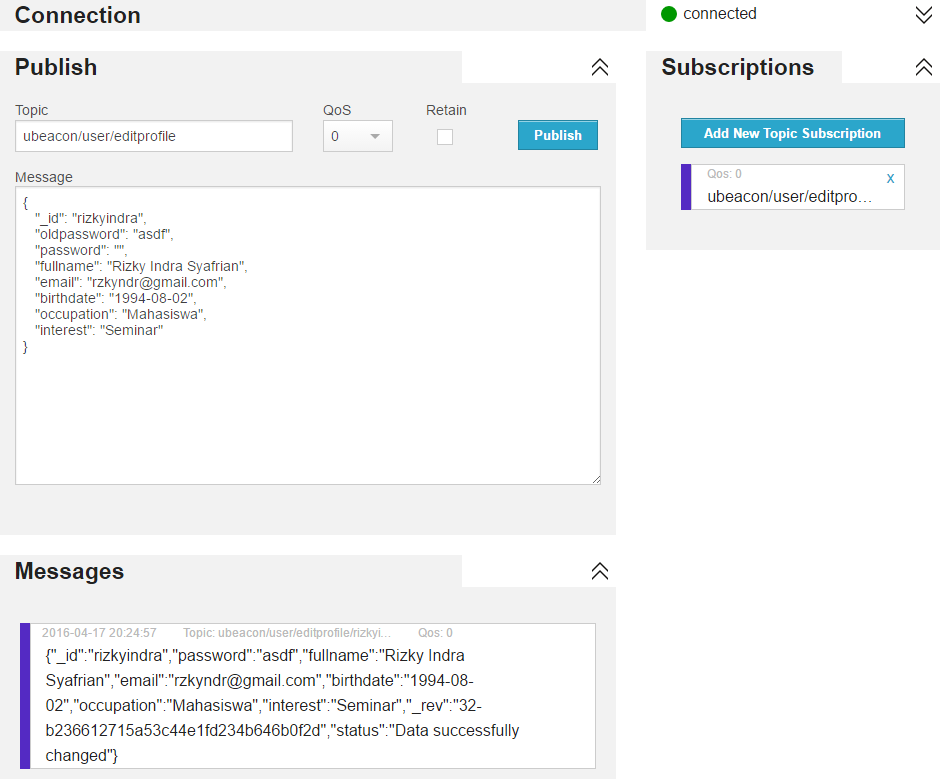 Connection
connected
Publish
Subscriptions
Topic
QoS
Retain
ubeacon/user/editprofile
0
Publish
Add New Topic Subscription
Qos: 0
x
ubeacon/user/editpro…
Message
{
"_id": "rizkyindra",
"oldpassword": "asdf",
"password": "",
"fullname": "Rizky Indra Syafrian",
"email": "rzkyndr@gmail.com",
"birthdate": "1994-08-02",
"occupation": "Mahasiswa",
"interest": "Seminar"
}
Messages
2016-04-17 20:24:57 Topic: ubeacon/user/editprofile/rizkyi... Qos: 0
{"_id":"rizkyindra","password":"asdf","fullname":"Rizky Indra
Syafrian","email":"rzkyndr@gmail.com","birthdate":"1994-08-
02","occupation":"Mahasiswa","interest":"Seminar","_rev":"32-
b236612715a53c44e1fd234b646b0f2d","status":"Data successfully
changed"}